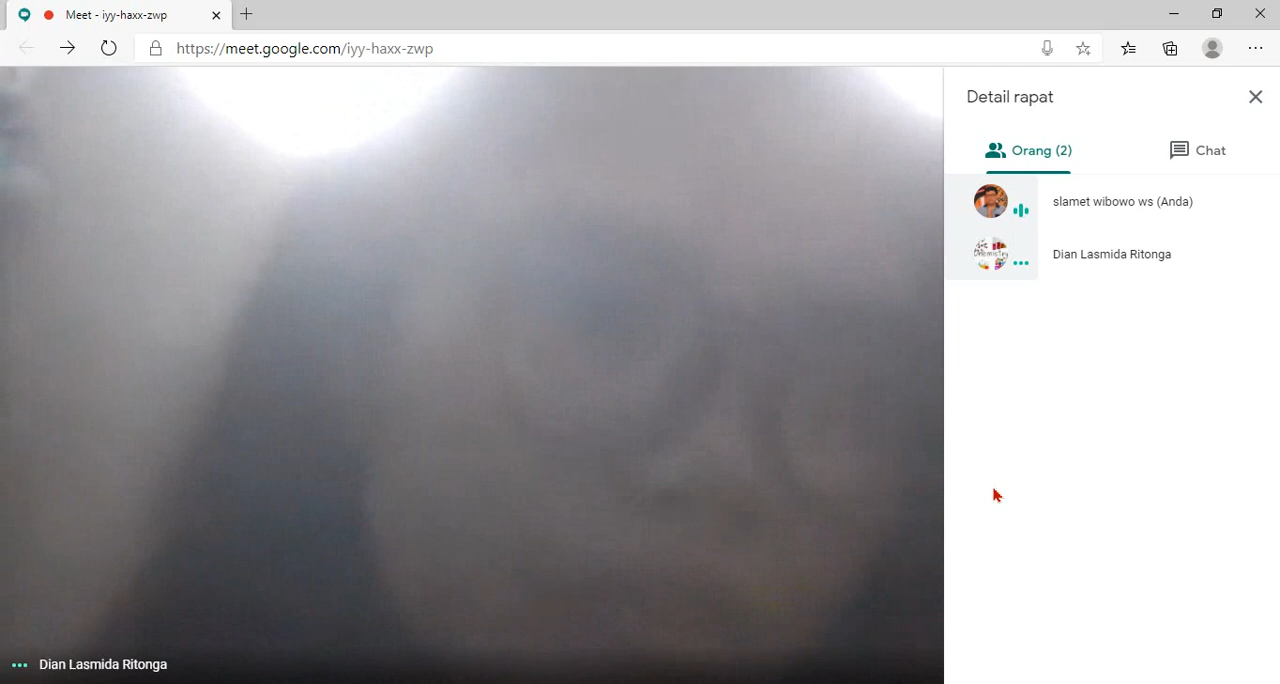 Meet - iyy-haxx-zwp
https://meet.google.com/iyy-haxx-zwp
Detail rapat
Orang (2)
Chat
slamet wibowo ws (Anda)
Chemistry
Dian Lasmida Ritonga
Dian Lasmida Ritonga